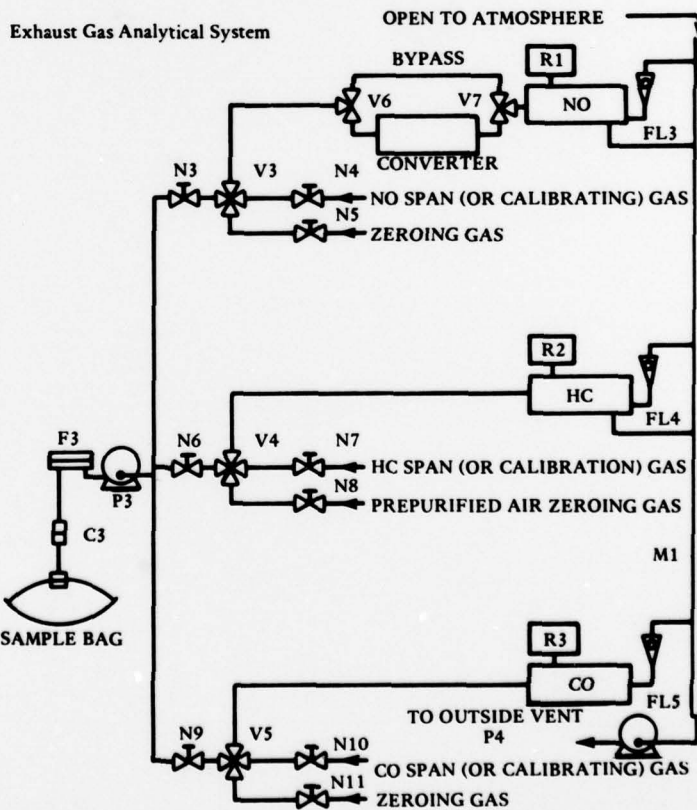 OPEN TO ATMOSPHERE
Exhaust Gas Analytical System
BYPASS
R1
V6
V7
NO
CONVERTER
FL3
N3
V3
N4
NO SPAN (OR CALIBRATING) GAS
N5
ZEROING GAS
R2
HC
FL4
F3
P3
N6
V4
N7
HC SPAN (OR CALIBRATION) GAS
N8
PREPURIFIED AIR ZEROING GAS
C3
M1
SAMPLE BAG
R3
CO
FL5
TO OUTSIDE VENT
P4
N9
V5
N10
CO SPAN (OR CALIBRATING) GAS
N11
ZEROING GAS